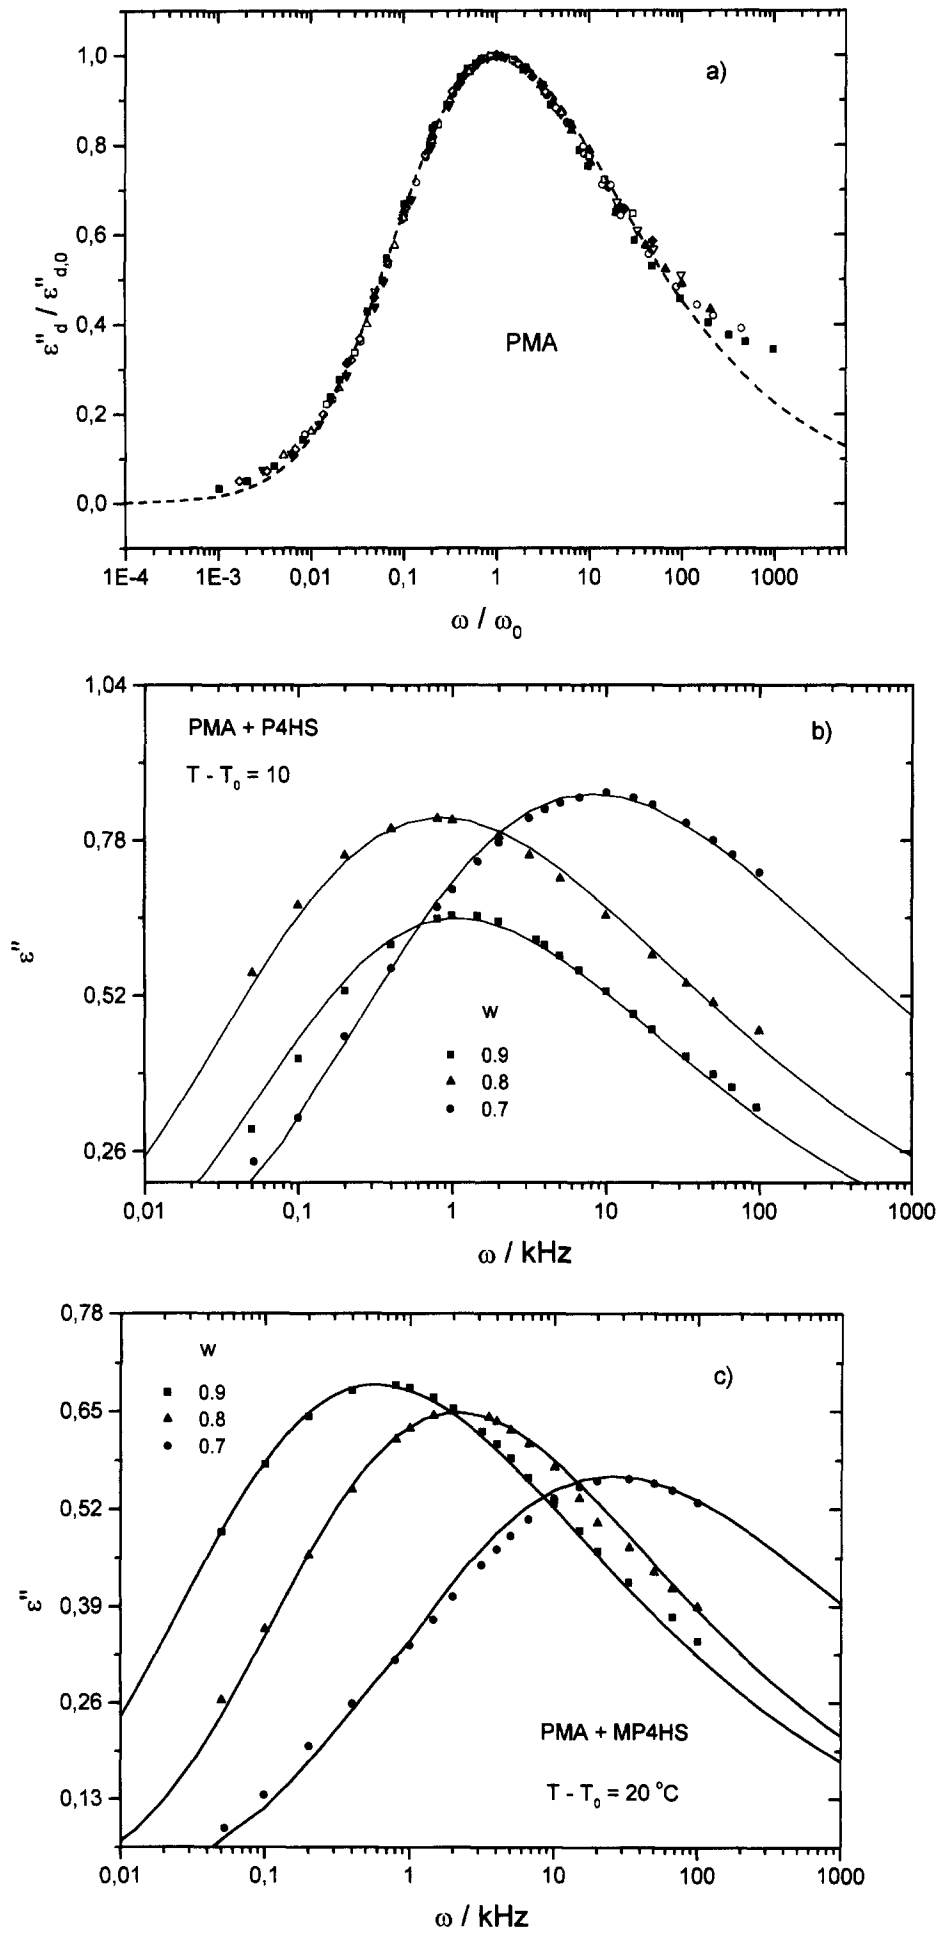 a)
1,0
0,8
0,6
0,4
0,2
0,0
ε''d / ε''d,0
PMA
1E-4 1E-3 0,01 0,1 1 10 100 1000
ω / ω0
1,04
0,78
0,52
0,26
ε''
PMA + P4HS
b)
T - T0 = 10
w
0.9
0.8
0.7
0,01 0,1 1 10 100 1000
ω / kHz
0,78
0,65
0,52
0,39
0,26
0,13
ε''
w
c)
0.9
0.8
0.7
PMA + MP4HS
T - T0 = 20 °C
0,01 0,1 1 10 100 1000
ω / kHz